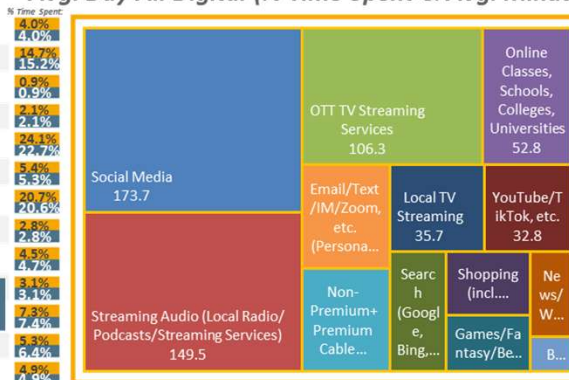 % Time Spent:
4.0%
4.0%
14.7%
15.2%
0.9%
0.9%
2.1%
2.1%
24.1%
22.7%
5.4%
5.3%
20.7%
20.6%
2.8%
2.8%
4.5%
4.7%
3.1%
3.1%
7.3%
7.4%
5.3%
6.4%
4.9%
Social Media
173.7
Streaming Audio (Local Radio/
Podcasts/Streaming Services)
149.5
OTT TV Streaming
Services
106.3
Online
Classes,
Schools,
Colleges,
Universities
52.8
Email/Text
/IM/Zoom,
etc.
(Persona...
Local TV
Streaming
35.7
YouTube/T
ikTok, etc.
32.8
Non-
Premium+
Premium
Cable...
Searc
h
(Googl
e,
Bing,...
Shopping
(incl....
Ne
ws/
W...
Games/Fa
ntasy/Be...
B...